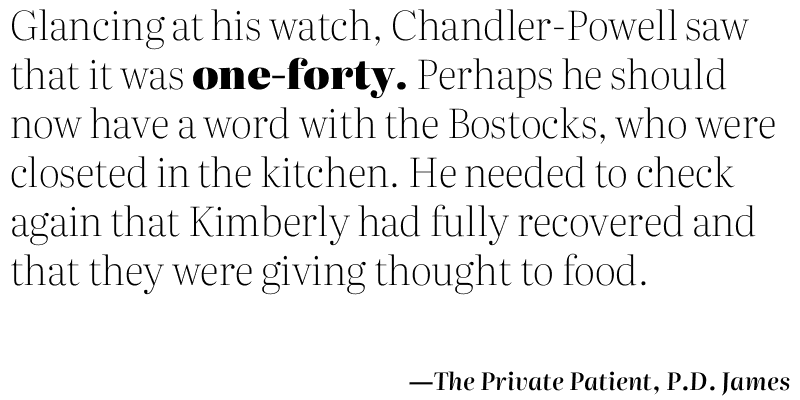 Glancing at his watch, Chandler-Powell saw
that it was one-forty. Perhaps he should
now have a word with the Bostocks, who were
closeted in the kitchen. He needed to check
again that Kimberly had fully recovered and
that they were giving thought to food.
—The Private Patient, P.D. James